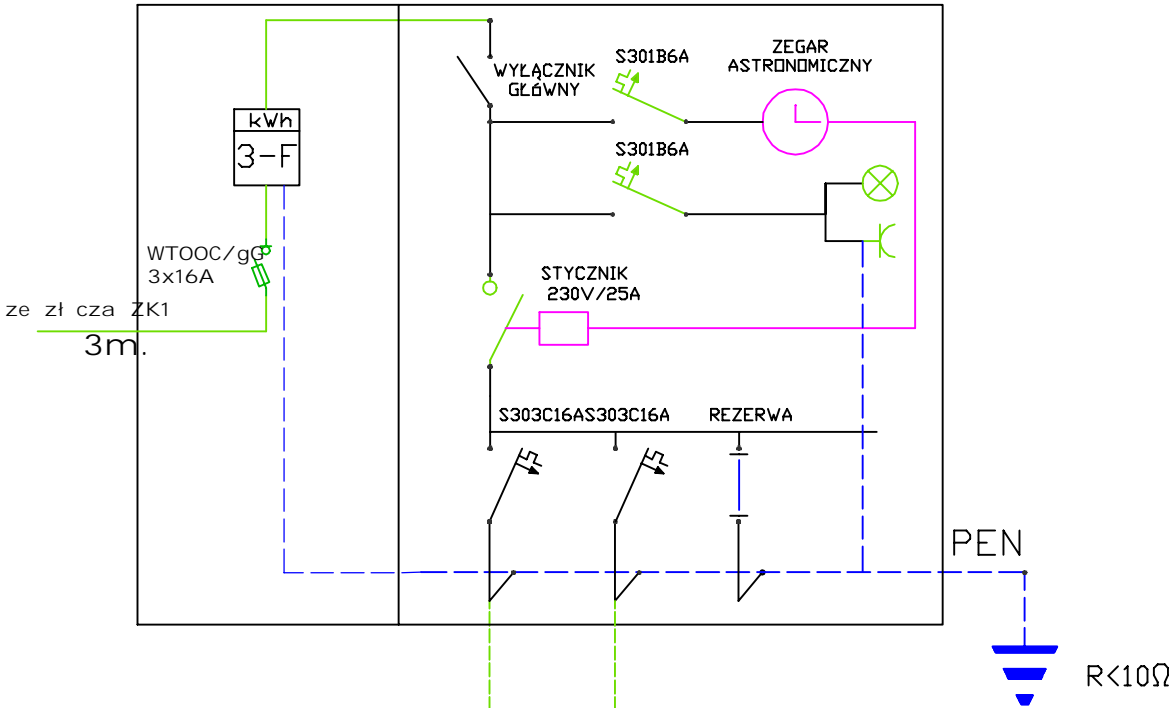 S301B6A
ZEGAR
ASTRONOMICZNY
WYŁĄCZNIK
GŁÓWNY
kWh
3-F
S301B6A
WTOOC/gG
3x16A
STYCZNIK
230V/25A
ze zł cza ZK1
3m.
S303C16AS303C16A
REZERWA
PEN
R<10Ω